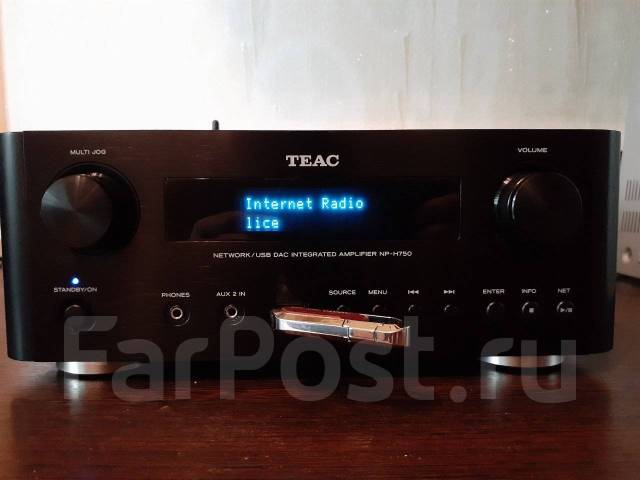 MULTI JOG
TEAC
VOLUME
Internet Radio
lice
NETWORK/USB DAC INTEGRATED AMPLIFIER NP-H750
STANDBY/ON
PHONES
AUX 2 IN
SOURCE
MENU
ENTER
INFO
NET
FarPost.ru